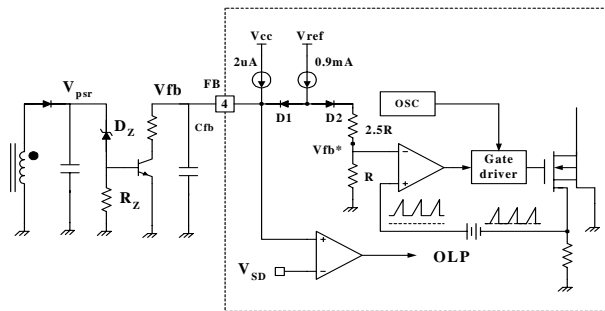 Vcc
Vref
2uA
0.9mA
Vpsr
Vfb
FB
4
OSC
D1
D2
2.5R
DZ
Cfb
Vfb*
Gate
driver
R
RZ
VSD
OLP
−
+
+
−